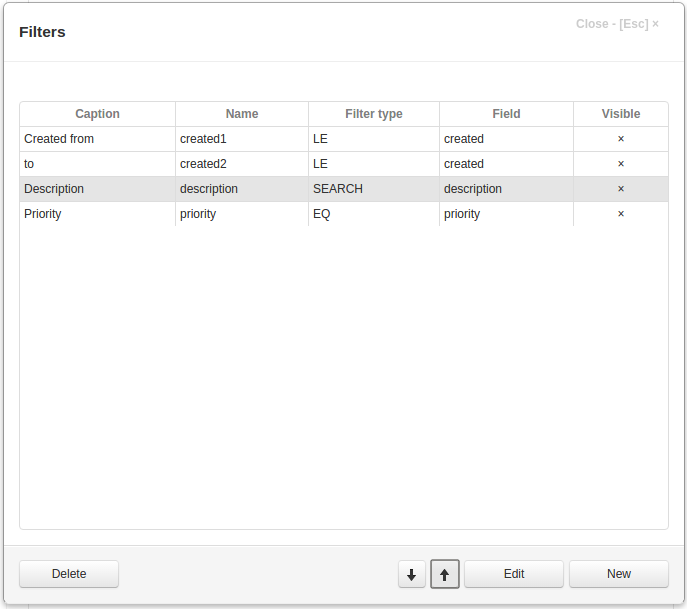 Filters
Close - [Esc] ×
Caption Name Filter type Field Visible
Created from created1 LE created ×
to created2 LE created ×
Description description SEARCH description ×
Priority priority EQ priority ×
Delete Edit New